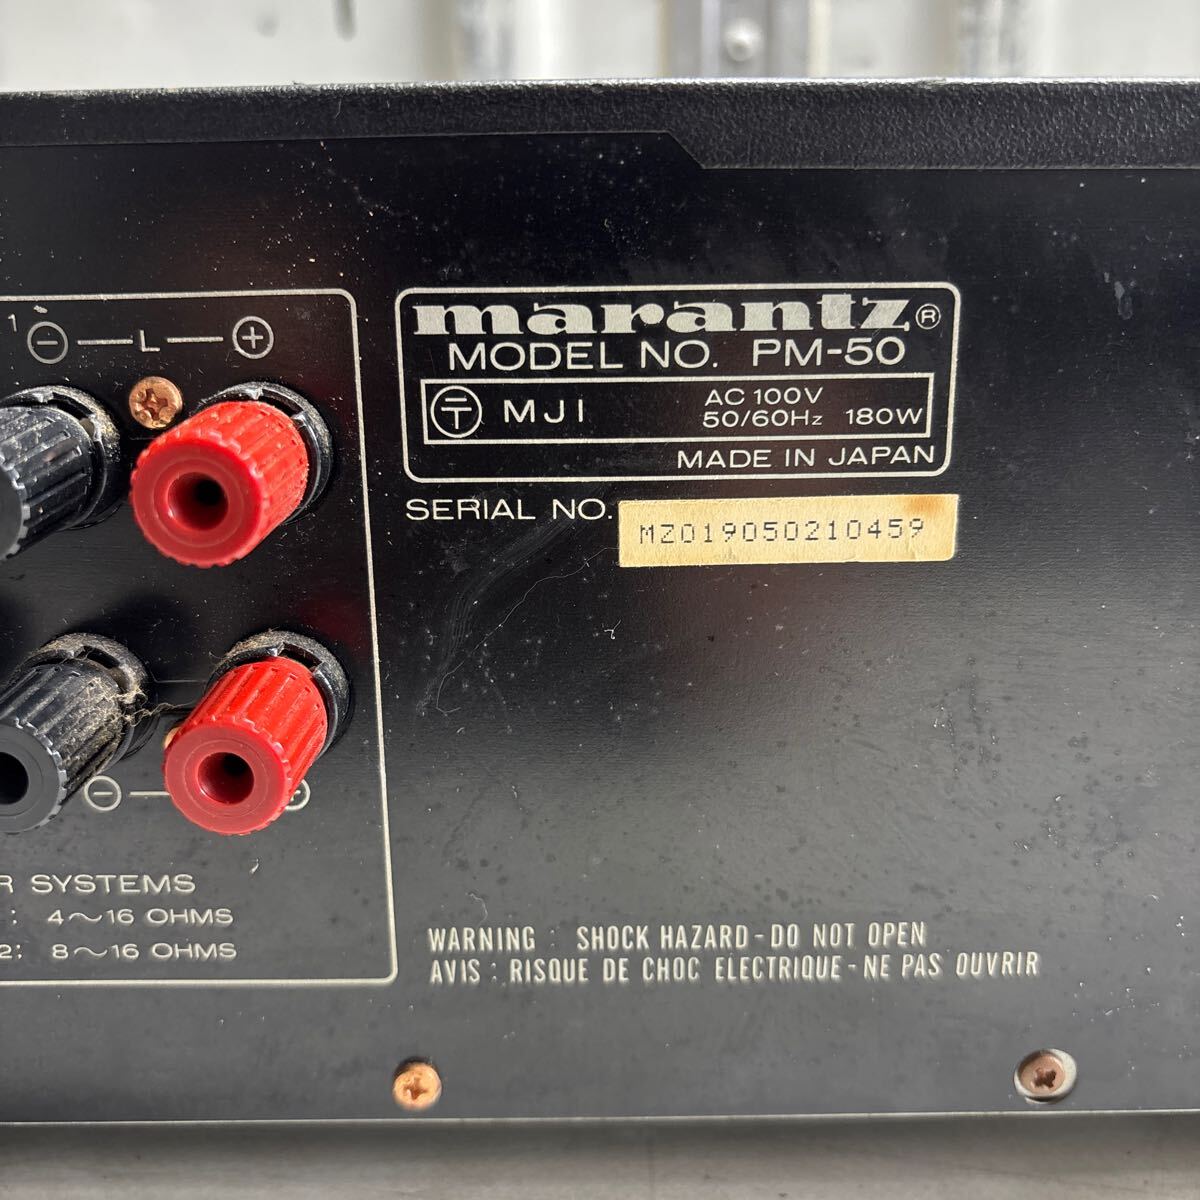 1 ⊖ — L — ⊕
marantz®
MODEL NO. PM-50
〒 MJI
AC 100V
50/60Hz 180W
MADE IN JAPAN
SERIAL NO. MZ019050210459
⊖ —
SYSTEMS
: 4～16 OHMS
2; 8～16 OHMS
WARNING : SHOCK HAZARD-DO NOT OPEN
AVIS : RISQUE DE CHOC ELECTRIQUE-NE PAS OUVRIR